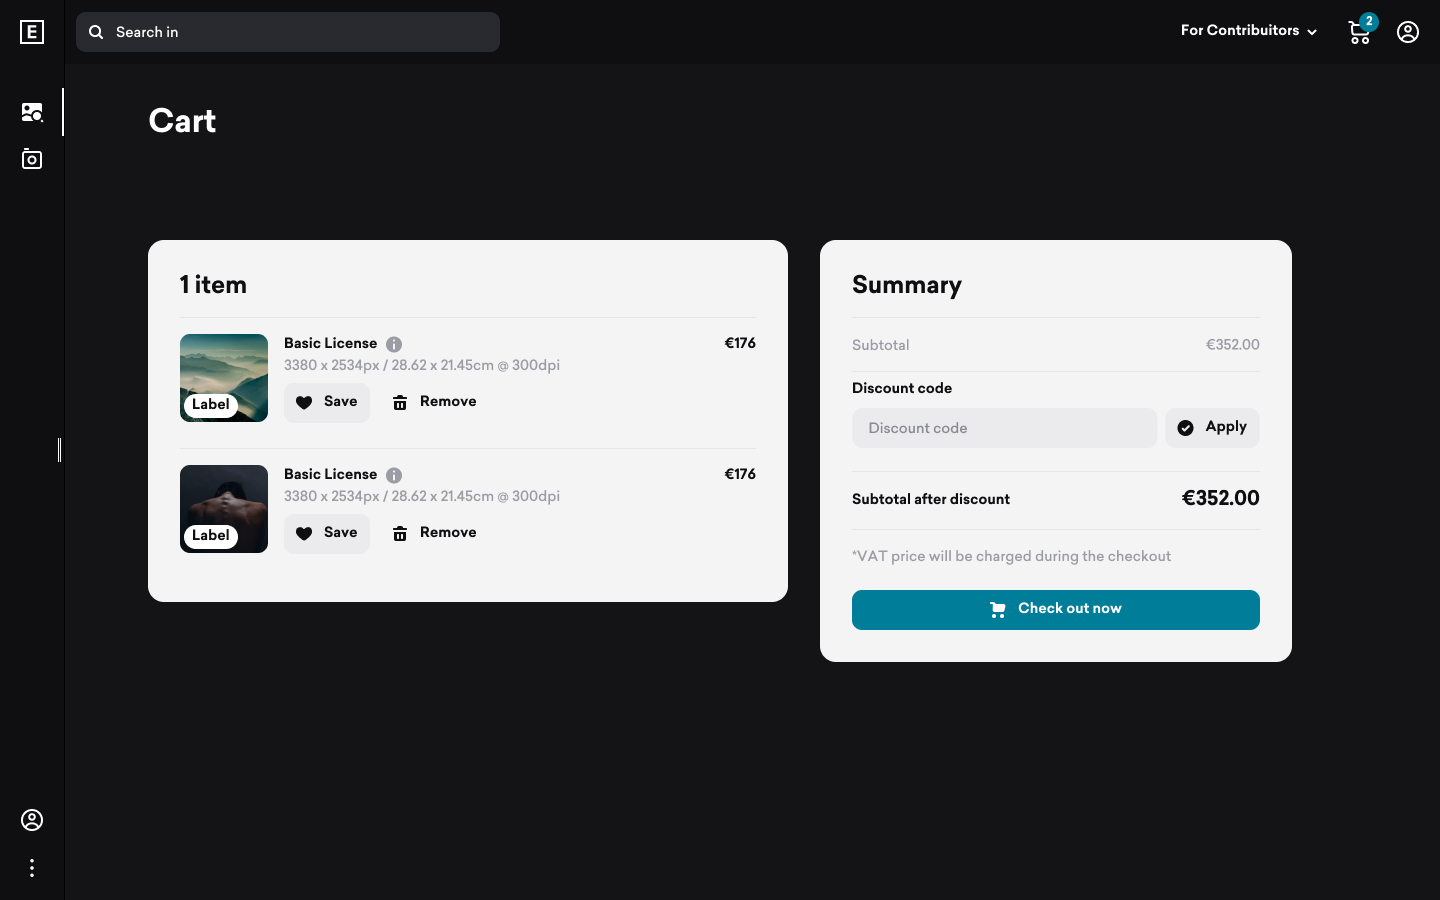 E
Search in
For Contributors
2
Cart
1 item
Basic License
€176
3380 x 2534px / 28.62 x 21.45cm @ 300dpi
Label
Save
Remove
Basic License
€176
3380 x 2534px / 28.62 x 21.45cm @ 300dpi
Label
Save
Remove
Summary
Subtotal
€352.00
Discount code
Discount code
Apply
Subtotal after discount
€352.00
*VAT price will be charged during the checkout
Check out now